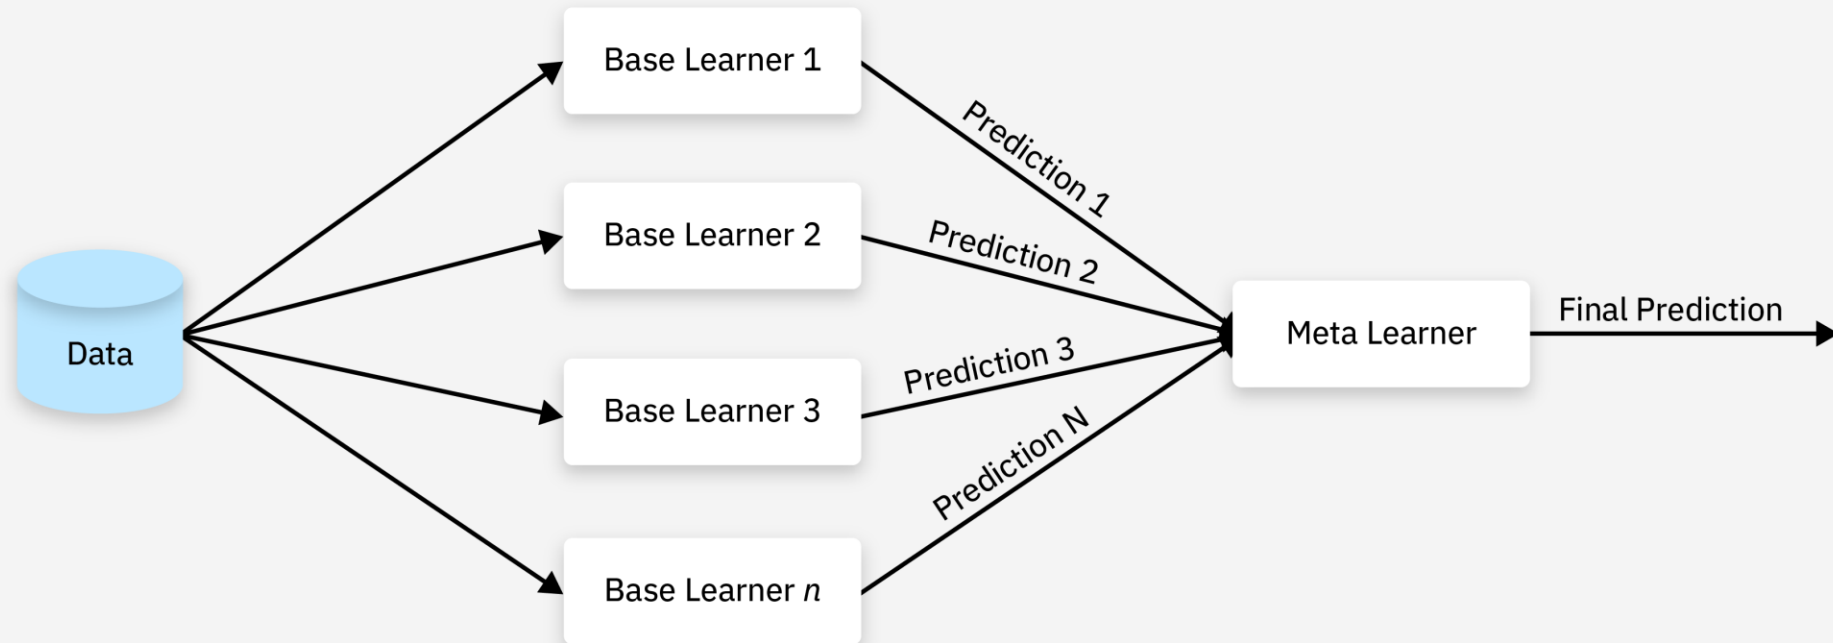 Base Learner 1
Prediction 1
Base Learner 2
Prediction 2
Data
Meta Learner
Final Prediction
Prediction 3
Base Learner 3
Prediction N
Base Learner n